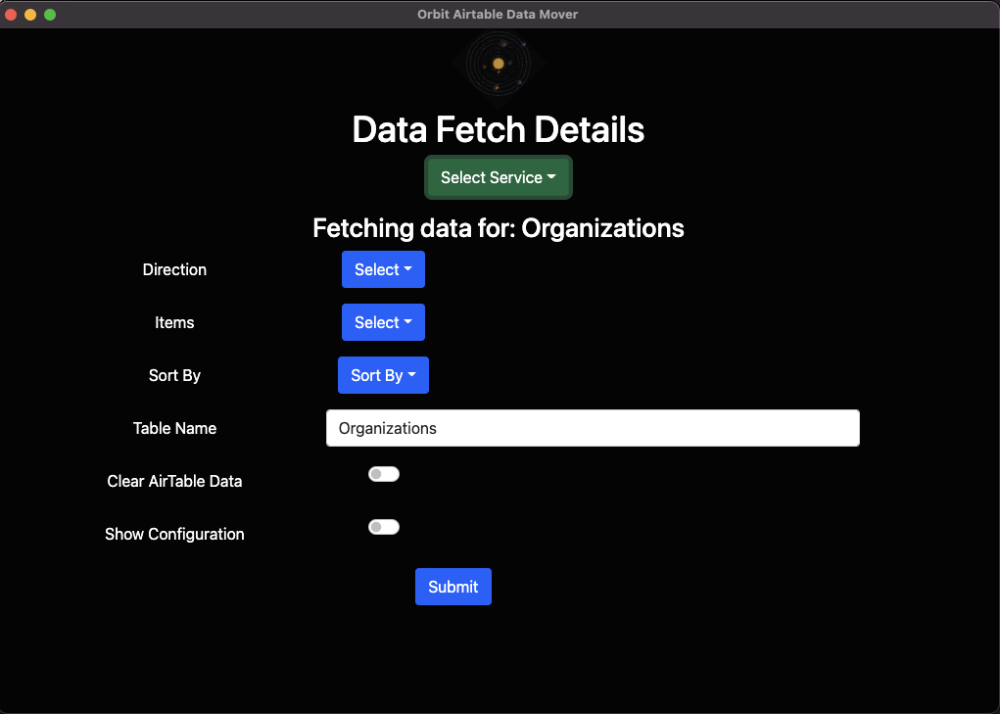 Orbit Airtable Data Mover
Data Fetch Details
Select Service
Fetching data for: Organizations
Direction Select
Items Select
Sort By Sort By
Table Name Organizations
Clear AirTable Data
Show Configuration
Submit